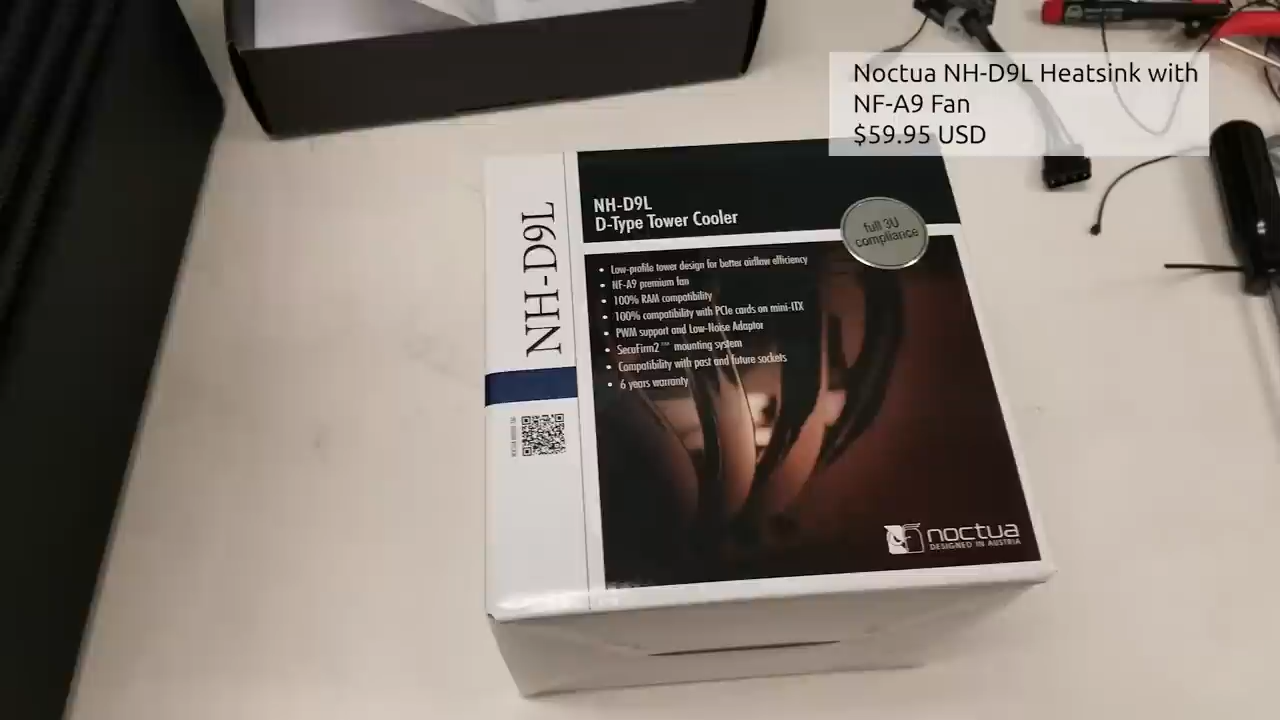 Noctua NH-D9L Heatsink with
NF-A9 Fan
$59.95 USD
NH-D9L
NH-D9L
D-Type Tower Cooler
full 3U
compliance
• Low-profile tower design for better airflow efficiency
• NF-A9 premium fan
• 100% RAM compatibility
• 100% compatibility with PCIe cards on mini-ITX
• PWM support and Low-Noise Adaptor
• SecuFirm2™ mounting system
• Compatibility with past and future sockets
• 6 years warranty
noctua
DESIGNED IN AUSTRIA